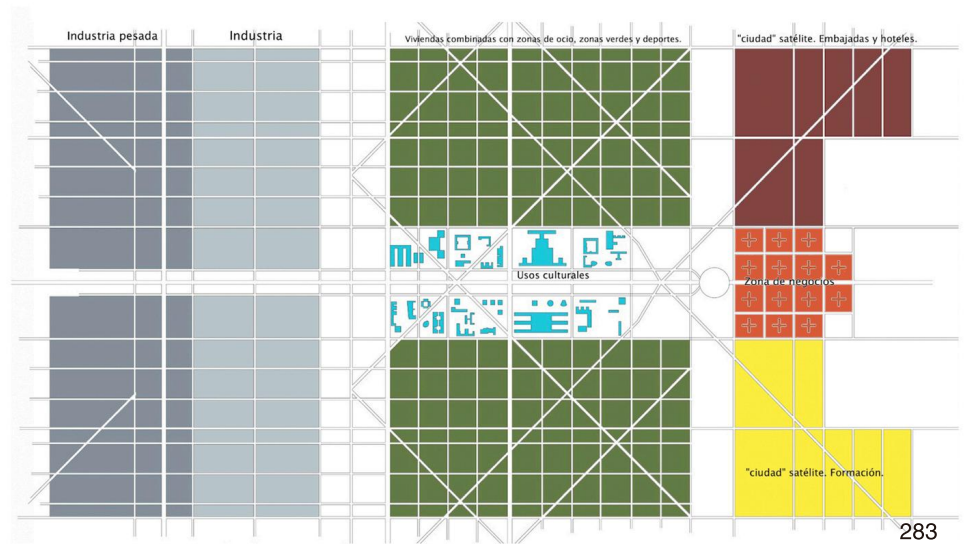 Industria pesada
Industria
Viviendas combinadas con zonas de ocio, zonas verdes y deportes.
"ciudad" satélite. Embajadas y hoteles.
Usos culturales
Zona de negocios
"ciudad" satélite. Formación.
283